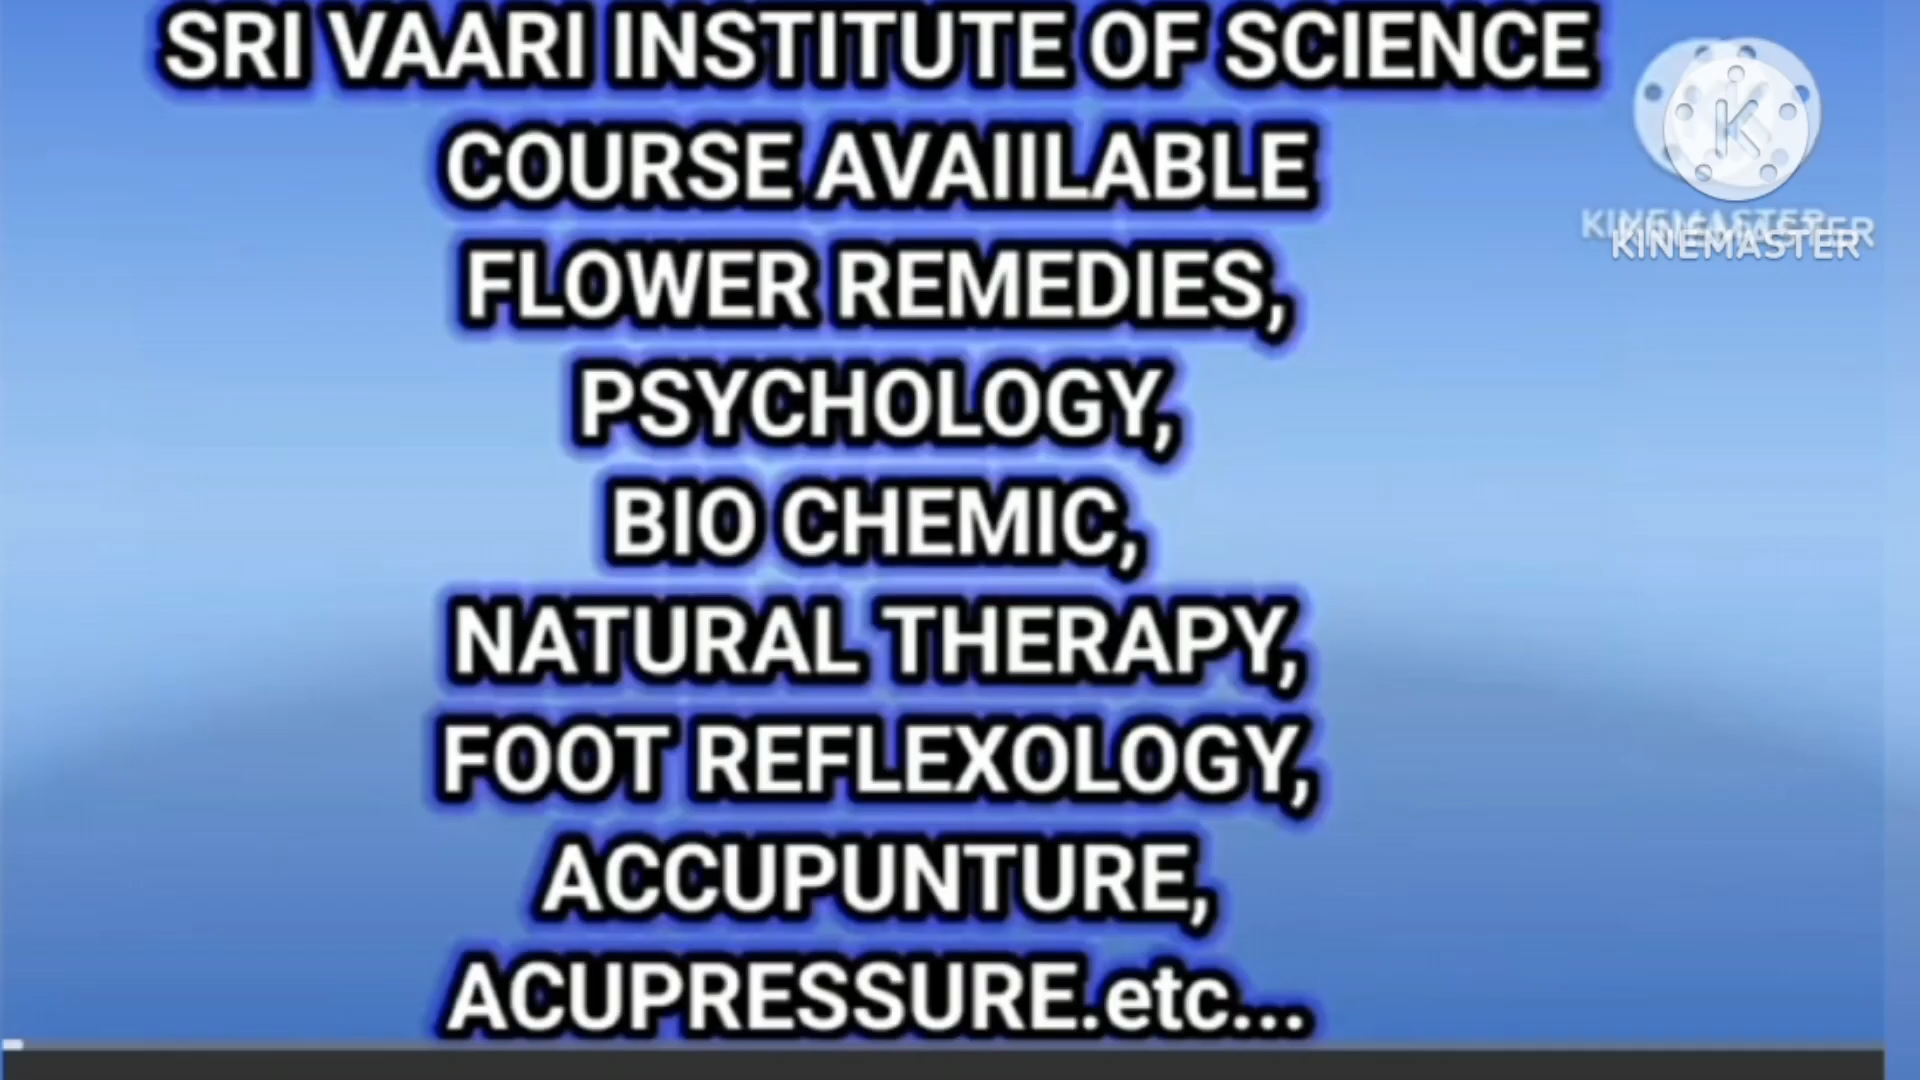 SRI VAARI INSTITUTE OF SCIENCE
COURSE AVAIILABLE
FLOWER REMEDIES,
PSYCHOLOGY,
BIO CHEMIC,
NATURAL THERAPY,
FOOT REFLEXOLOGY,
ACCUPUNTURE,
ACUPRESSURE.etc...
K
KINEMASTER
KINEMASTER